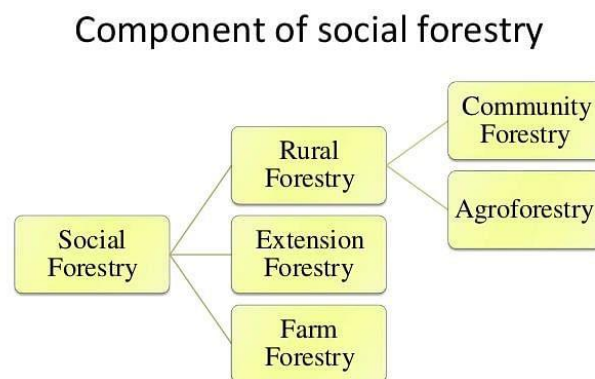 Component of social forestry
Social
Forestry
Rural
Forestry
Extension
Forestry
Farm
Forestry
Community
Forestry
Agroforestry